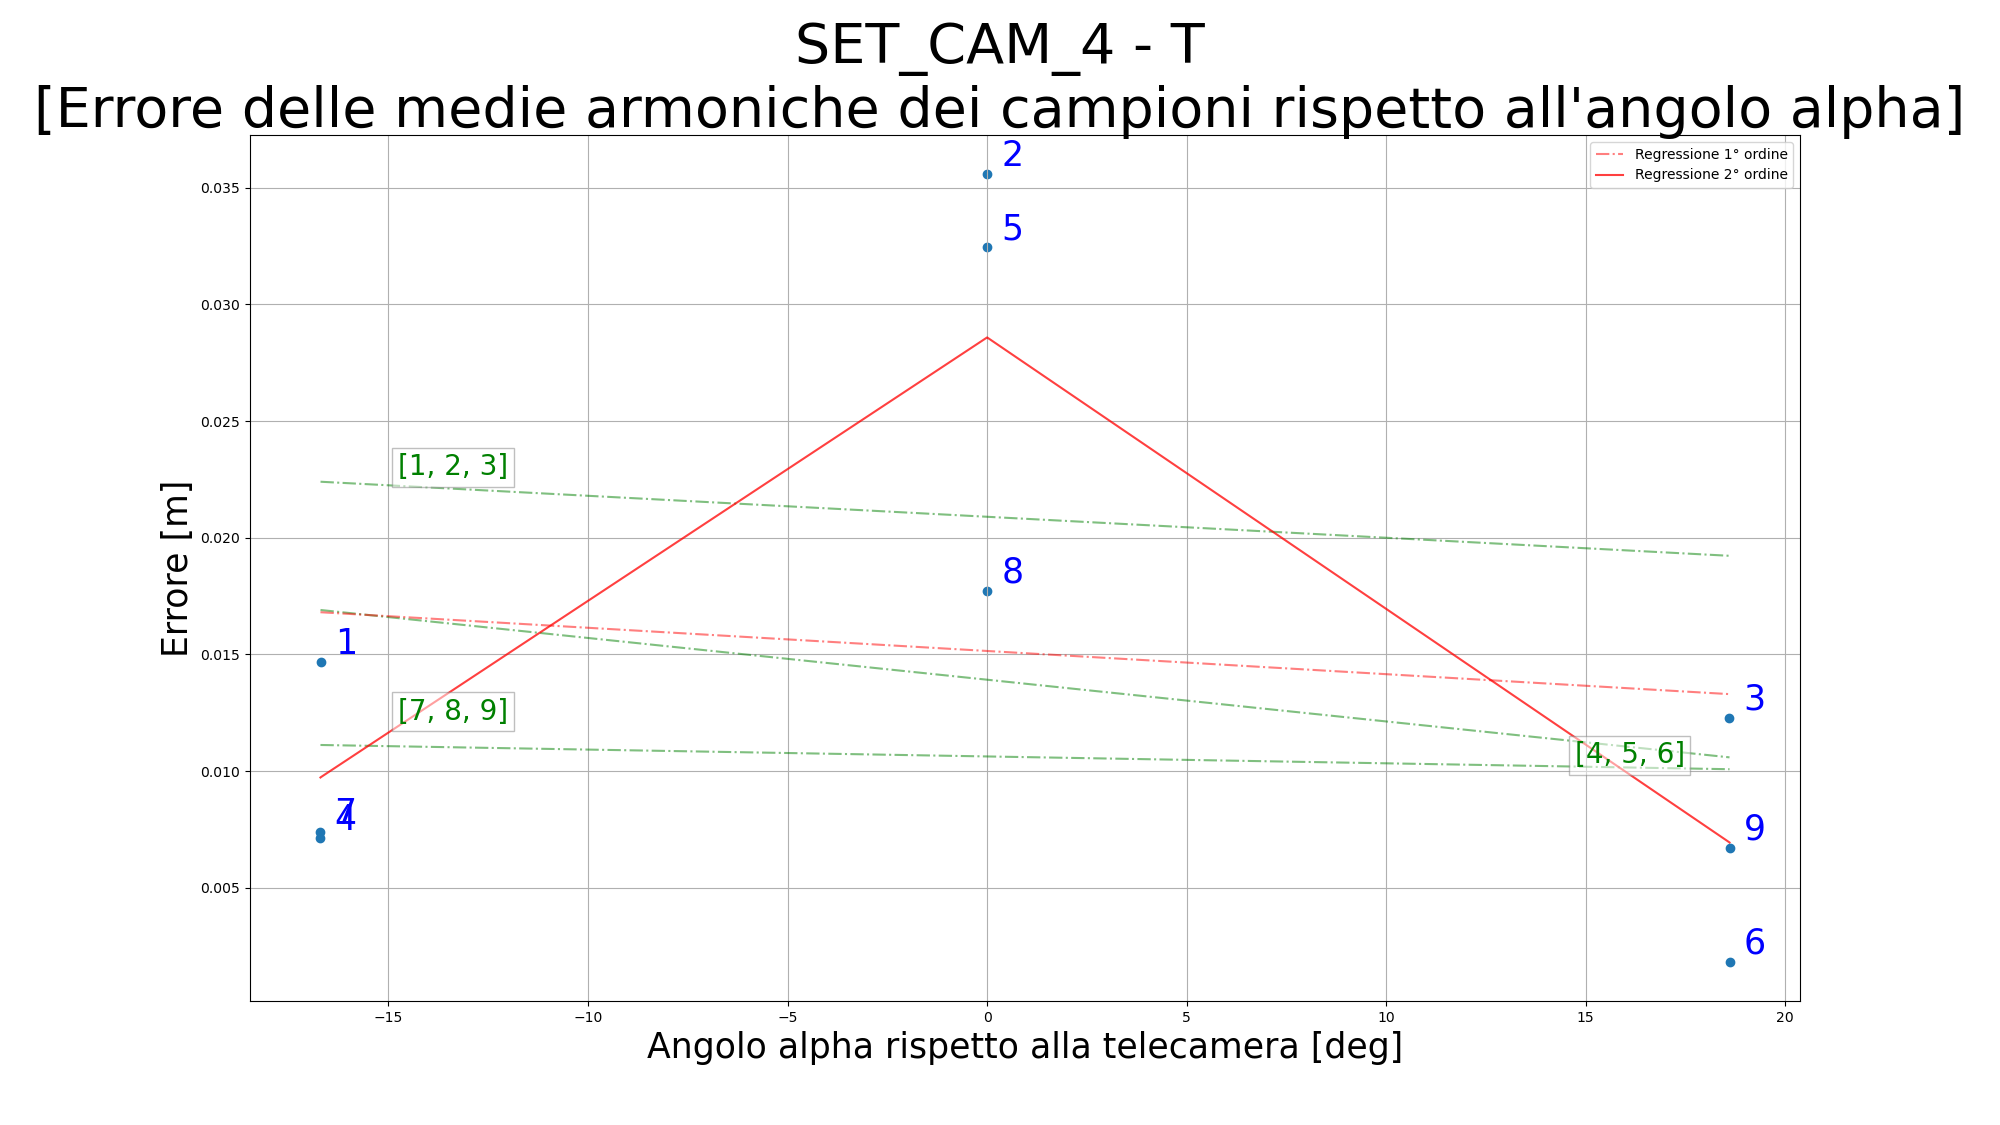 SET_CAM_4 - T
[Errore delle medie armoniche dei campioni rispetto all'angolo alpha]
Regressione 1° ordine
Regressione 2° ordine
2
5
0.035
0.030
0.025
0.020
0.015
0.010
0.005
Errore [m]
[1, 2, 3]
8
1
3
[7, 8, 9]
[4, 5, 6]
7
4
9
6
−15
−10
−5
0
5
10
15
20
Angolo alpha rispetto alla telecamera [deg]